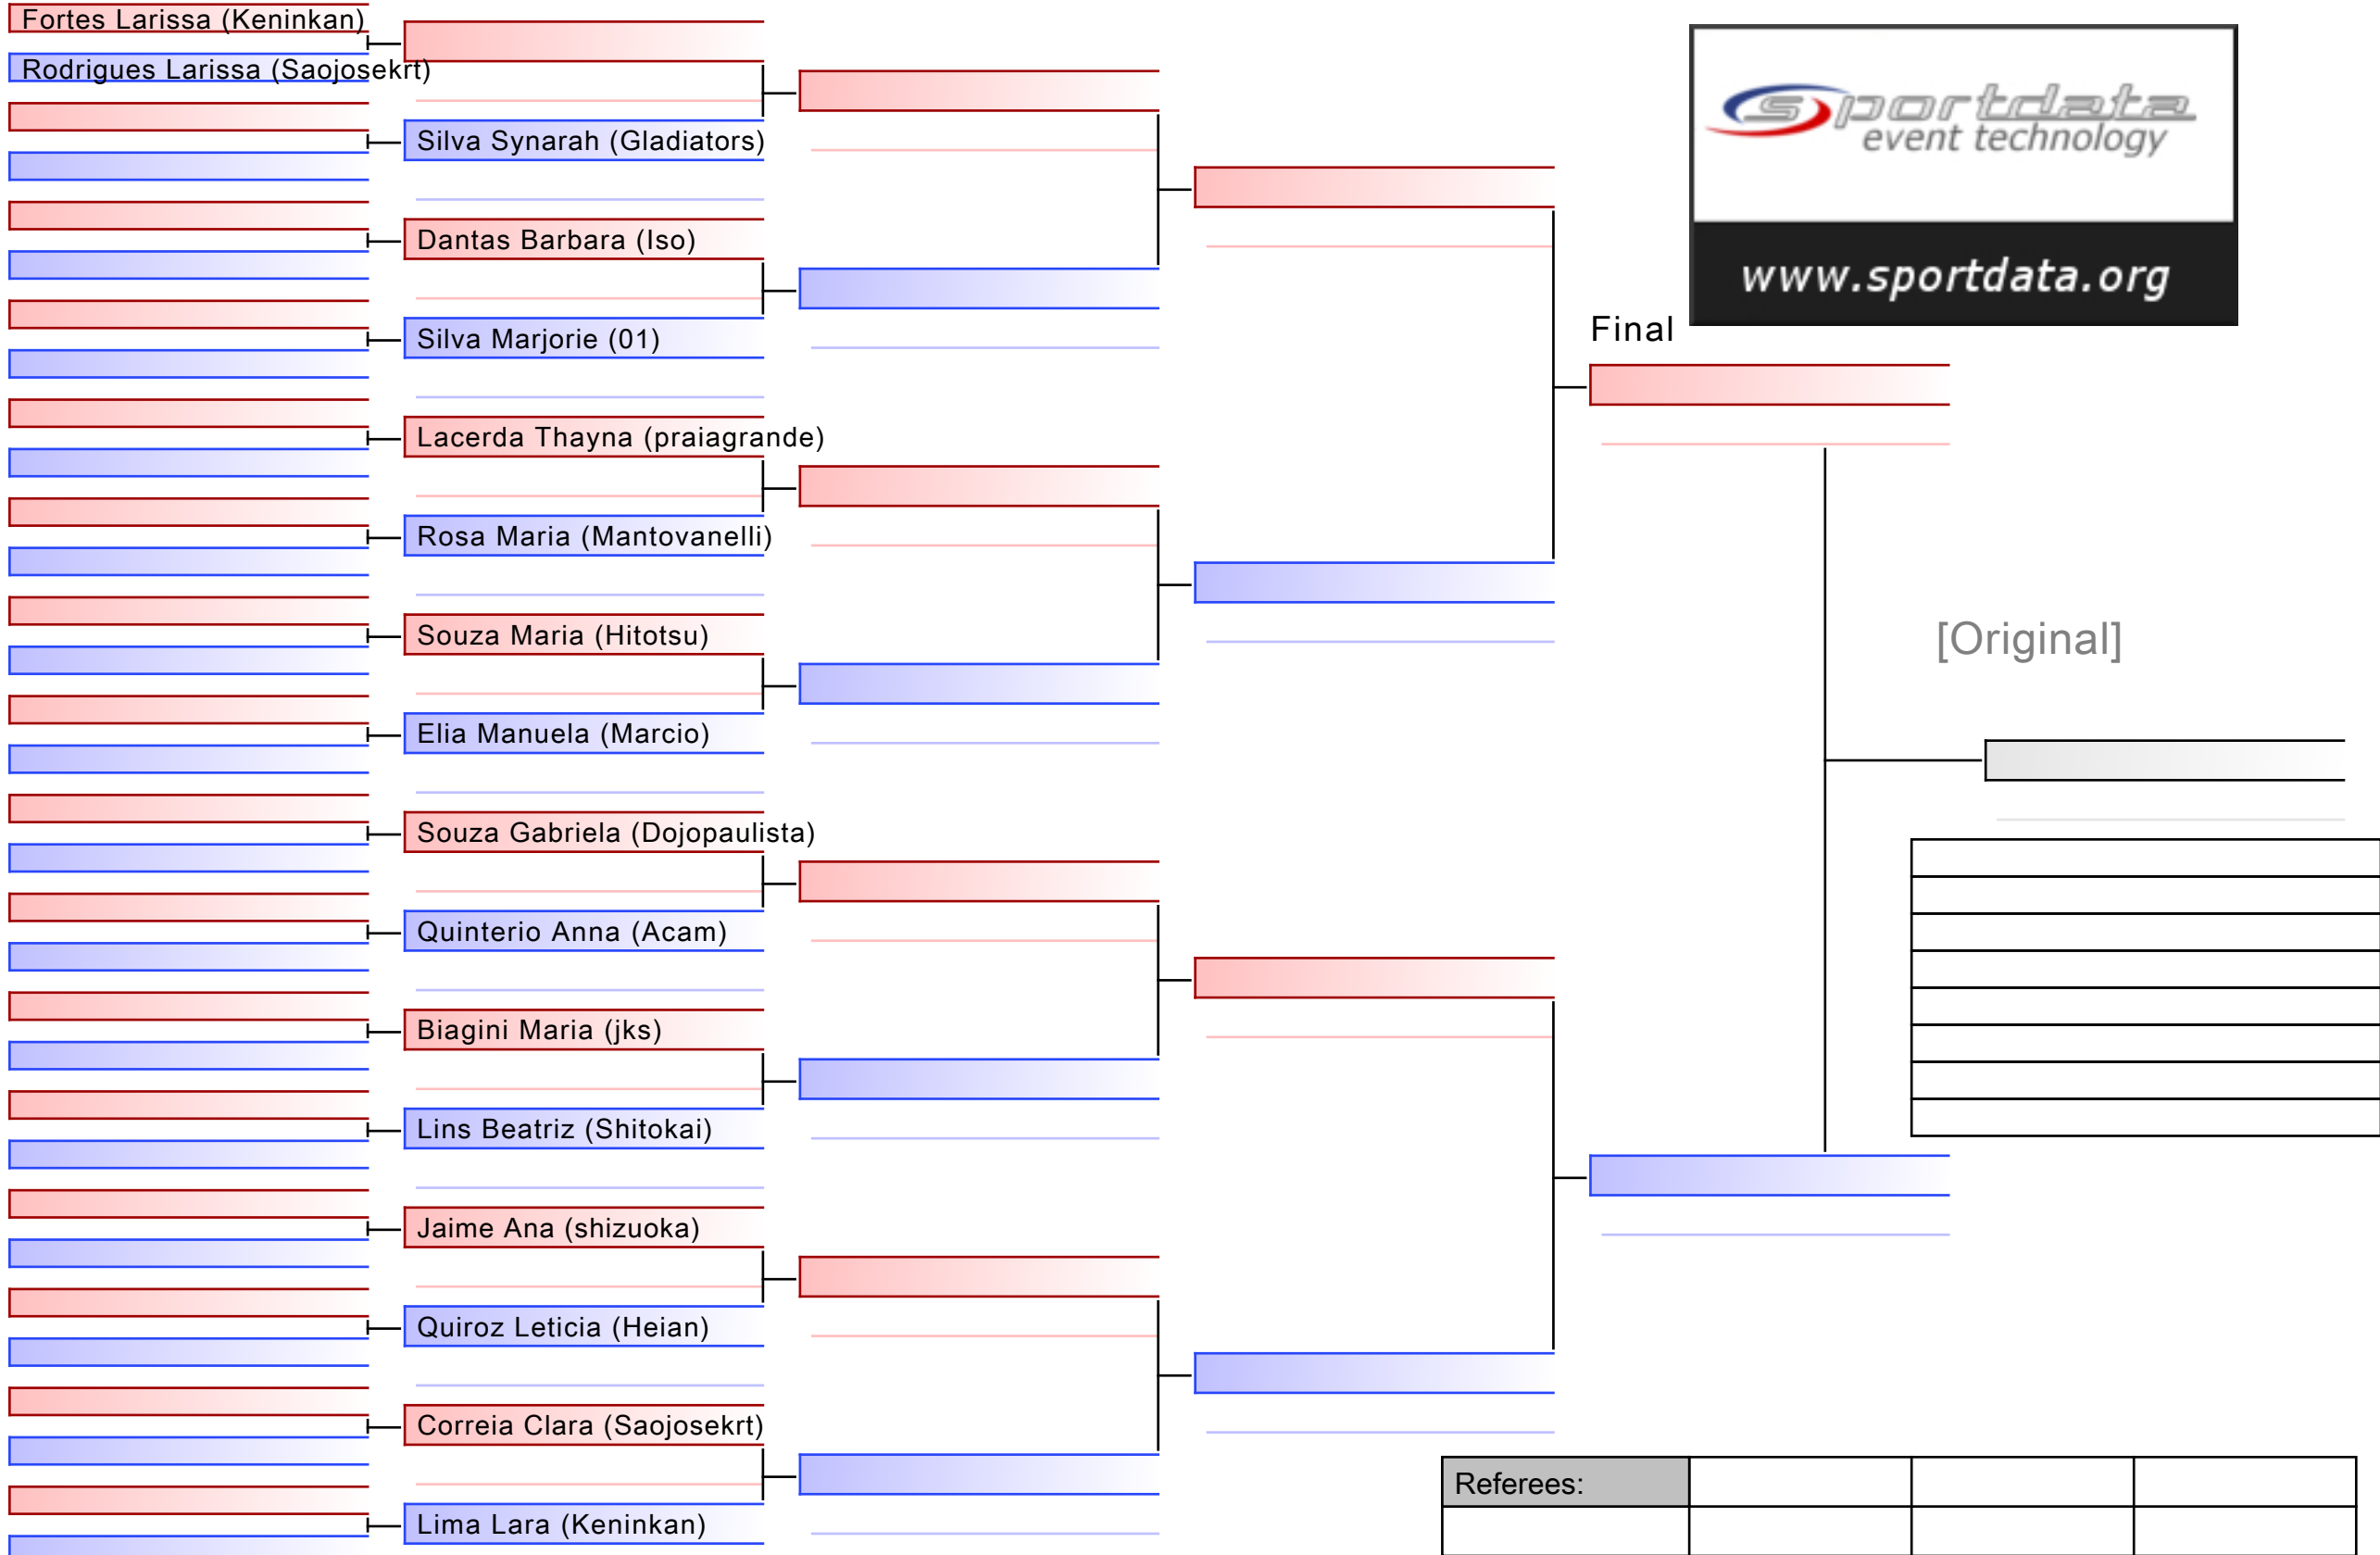 Fortes Larissa (Keninkan)
Rodrigues Larissa (Saojosekrt)
Silva Synarah (Gladiators)
Dantas Barbara (Iso)
Silva Marjorie (01)
Lacerda Thayna (praiagrande)
Rosa Maria (Mantovanelli)
Souza Maria (Hitotsu)
Elia Manuela (Marcio)
Souza Gabriela (Dojopaulista)
Quinterio Anna (Acam)
Biagini Maria (jks)
Lins Beatriz (Shitokai)
Jaime Ana (shizuoka)
Quiroz Leticia (Heian)
Correia Clara (Saojosekrt)
Lima Lara (Keninkan)
sportdata
event technology
www.sportdata.org
Final
[Original]
Referees: